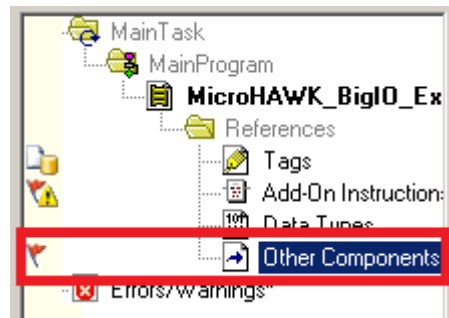 MainTask
MainProgram
MicroHAWK_BigIO_Ex
References
Tags
Add-On Instruction:
Data Types
Other Components
Errors/Warnings*